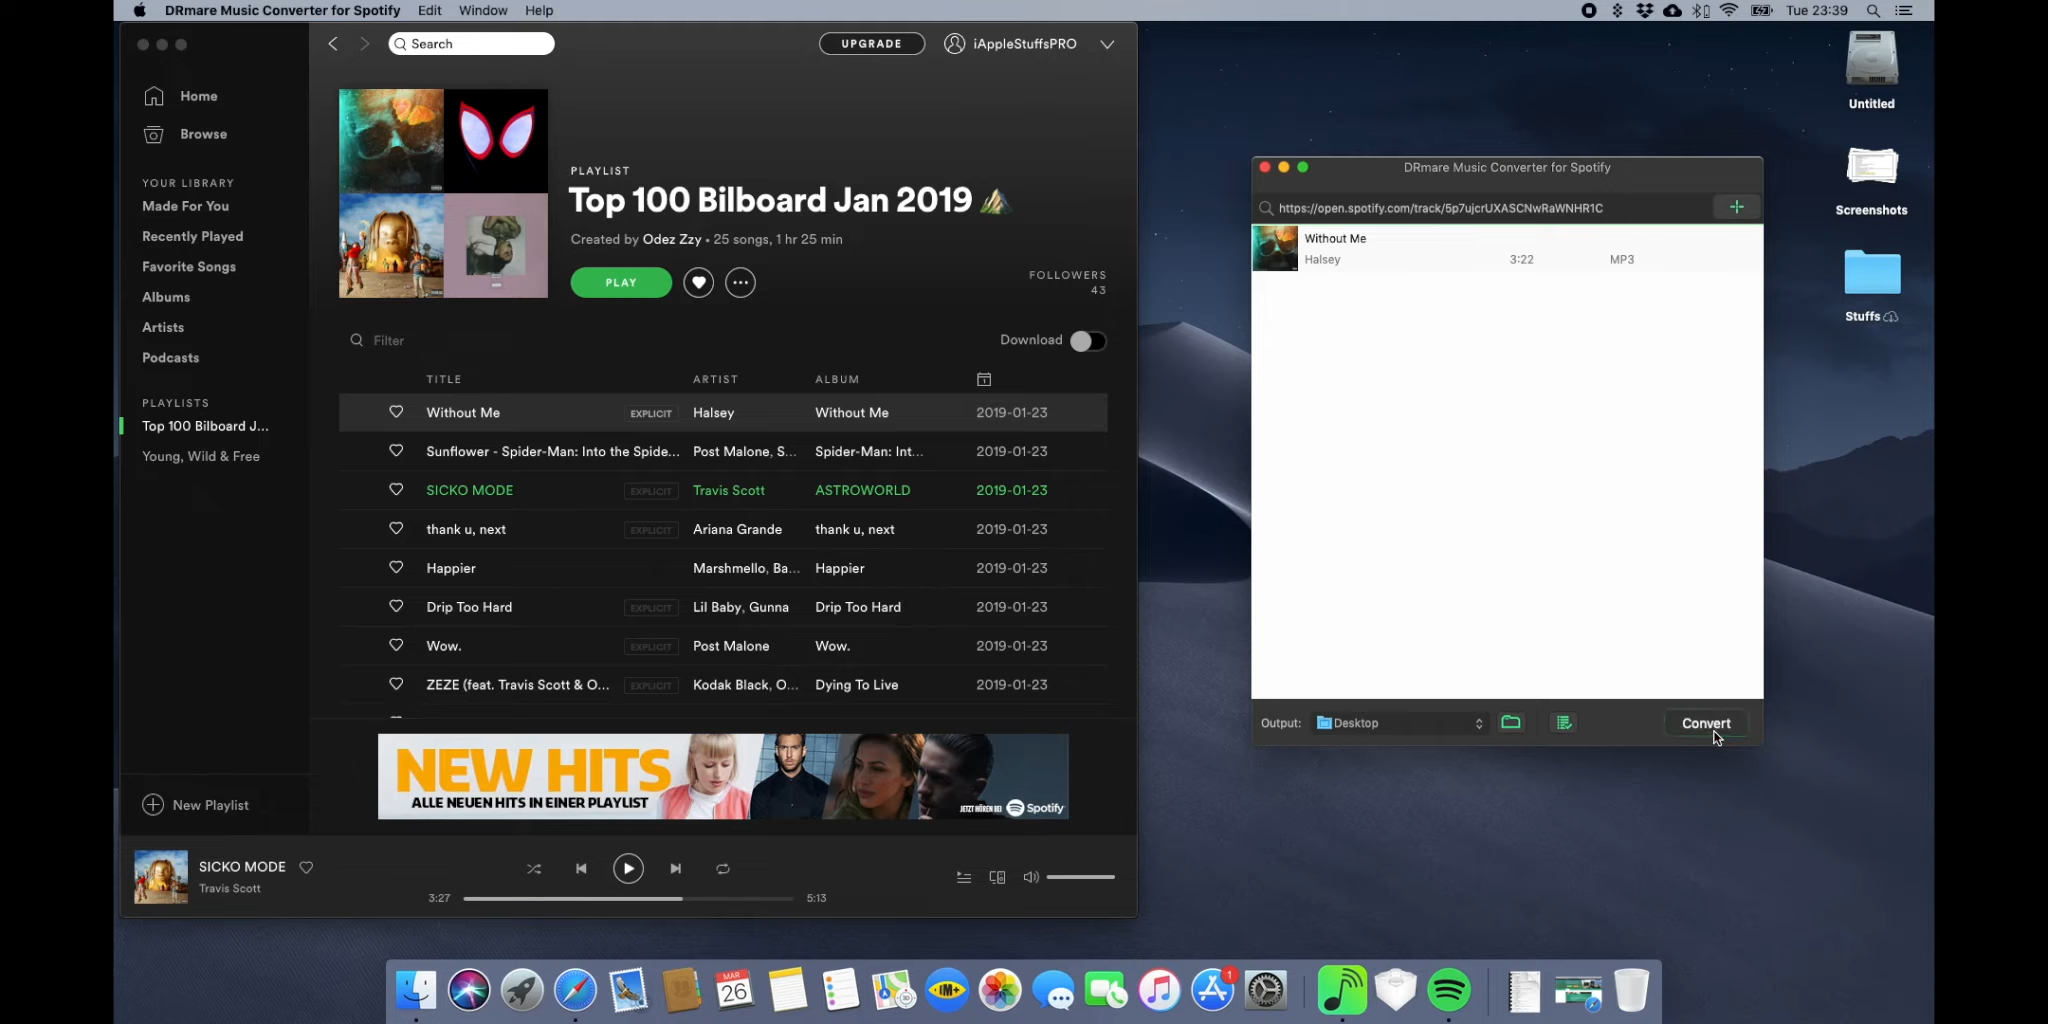 DRmare Music Converter for Spotify Edit Window Help
Tue 23:39
Search
UPGRADE
iAppleStuffsPRO
Home
Browse
YOUR LIBRARY
Made For You
Recently Played
Favorite Songs
Albums
Artists
Podcasts
PLAYLISTS
Top 100 Bilboard J...
Young, Wild & Free
New Playlist
PLAYLIST
Top 100 Bilboard Jan 2019
Created by Odez Zzy • 25 songs, 1 hr 25 min
PLAY
FOLLOWERS
43
Filter
Download
TITLE ARTIST ALBUM
Without Me EXPLICIT Halsey Without Me 2019-01-23
Sunflower - Spider-Man: Into the Spide... Post Malone, S... Spider-Man: Int... 2019-01-23
SICKO MODE EXPLICIT Travis Scott ASTROWORLD 2019-01-23
thank u, next EXPLICIT Ariana Grande thank u, next 2019-01-23
Happier Marshmello, Ba... Happier 2019-01-23
Drip Too Hard EXPLICIT Lil Baby, Gunna Drip Too Hard 2019-01-23
Wow. EXPLICIT Post Malone Wow. 2019-01-23
ZEZE (feat. Travis Scott & O... EXPLICIT Kodak Black, O... Dying To Live 2019-01-23
NEW HITS
ALLE NEUEN HITS IN EINER PLAYLIST
JETZT HÖREN BEI Spotify
SICKO MODE
Travis Scott
3:27
5:13
DRmare Music Converter for Spotify
https://open.spotify.com/track/5p7ujcrUXASCNwRaWNHR1C
Without Me
Halsey 3:22 MP3
Output: Desktop
Convert
Untitled
Screenshots
Stuffs
MAR
26
IM+
3D
1